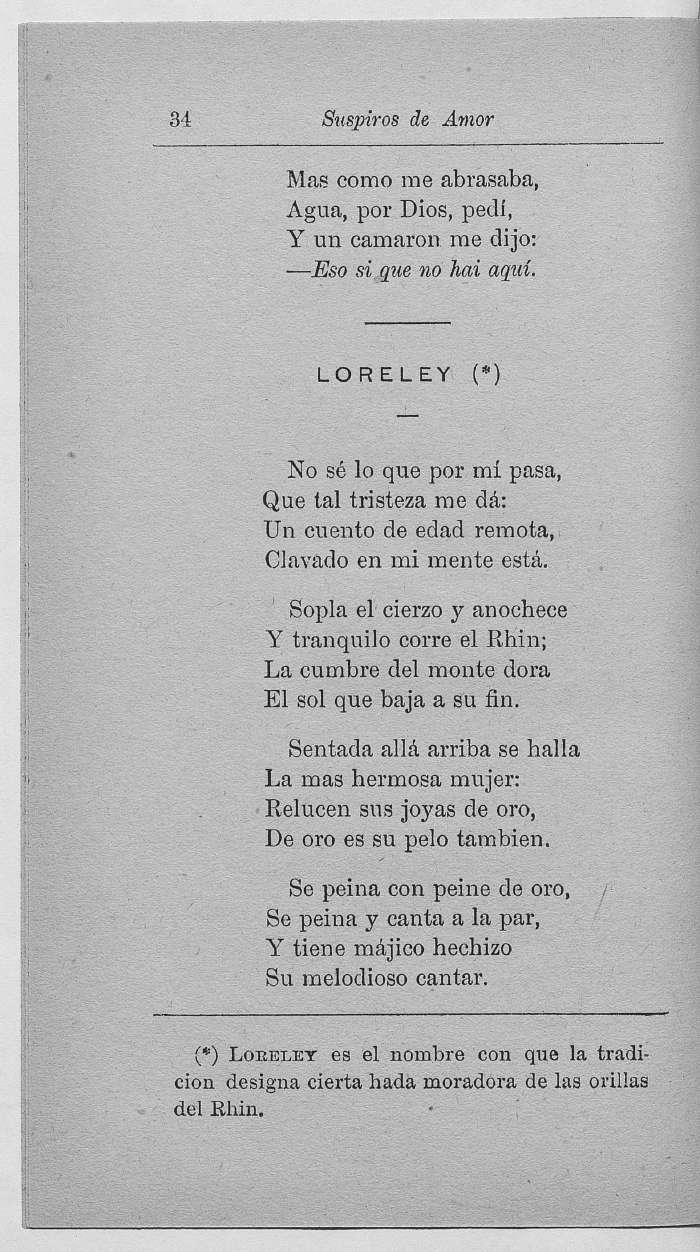 34 Suspiros de Amor
Mas como me abrasaba,
Agua, por Dios, pedí,
Y un camaron me dijo:
—Eso si que no hai aquí.
LORELEY (*)
—
No sé lo que por mí pasa,
Que tal tristeza me dá:
Un cuento de edad remota,
Clavado en mi mente está.
Sopla el cierzo y anochece
Y tranquilo corre el Rhin;
La cumbre del monte dora
El sol que baja a su fin.
Sentada allá arriba se halla
La mas hermosa mujer:
Relucen sus joyas de oro,
De oro es su pelo tambien.
Se peina con peine de oro,
Se peina y canta a la par,
Y tiene májico hechizo
Su melodioso cantar.
(*) LORELEY es el nombre con que la tradi-
cion designa cierta hada moradora de las orillas
del Rhin.